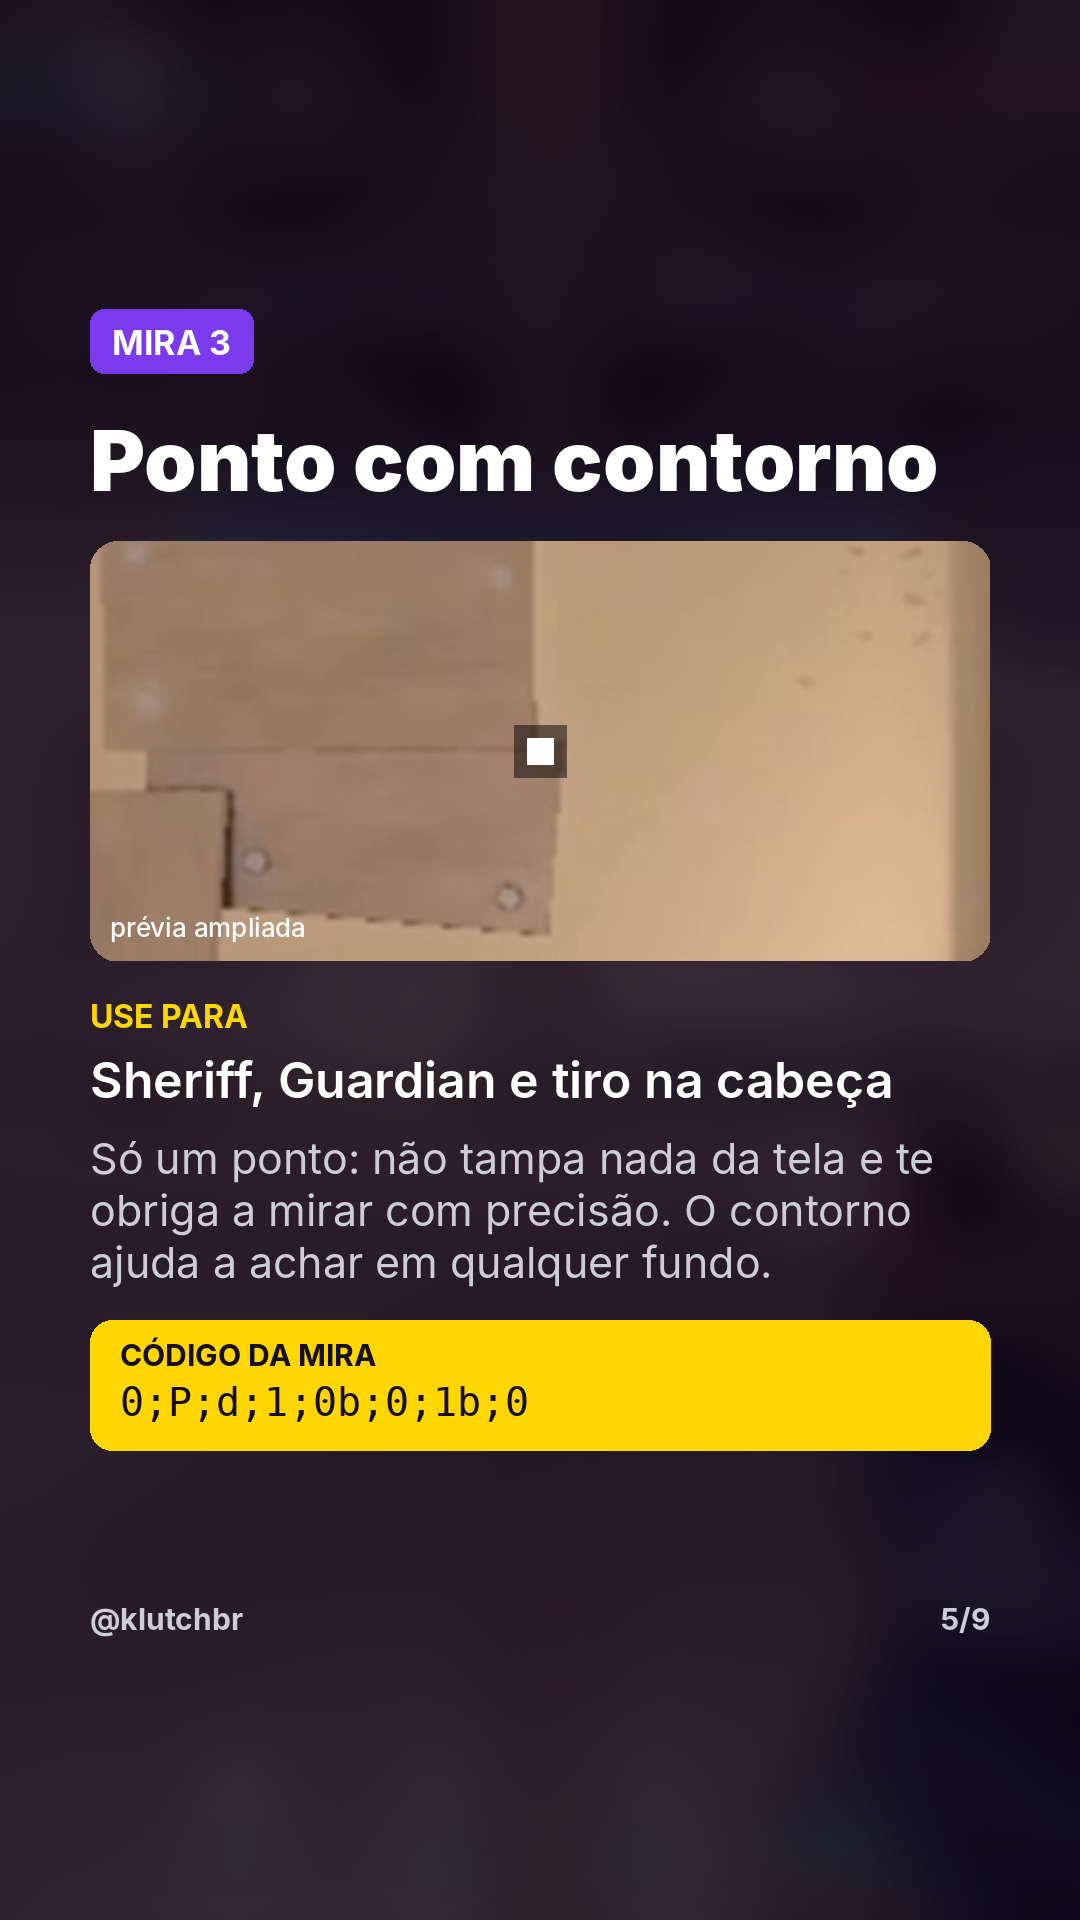 MIRA 3
Ponto com contorno
prévia ampliada
USE PARA
Sheriff, Guardian e tiro na cabeça
Só um ponto: não tampa nada da tela e te
obriga a mirar com precisão. O contorno
ajuda a achar em qualquer fundo.
CÓDIGO DA MIRA
0;P;d;1;0b;0;1b;0
@klutchbr
5/9